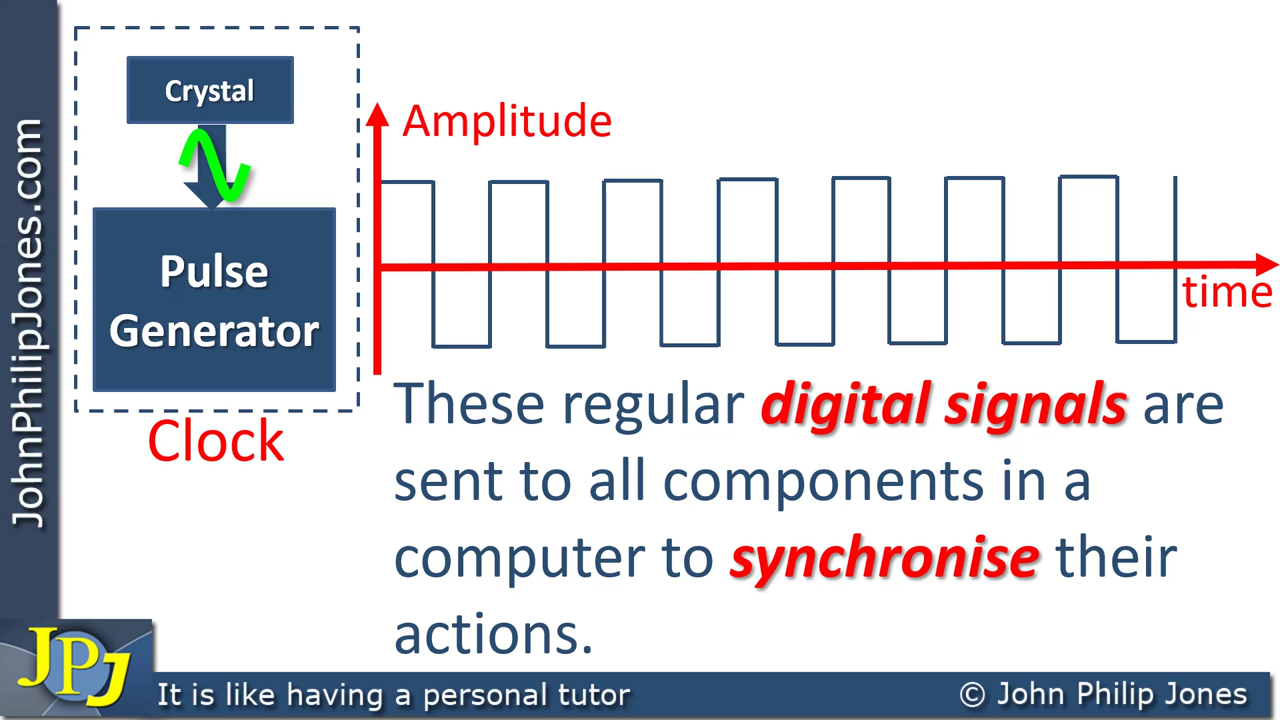 JohnPhilipJones.com
Crystal
Pulse
Generator
Clock
Amplitude
time
These regular digital signals are
sent to all components in a
computer to synchronise their
actions.
JPJ
It is like having a personal tutor
© John Philip Jones